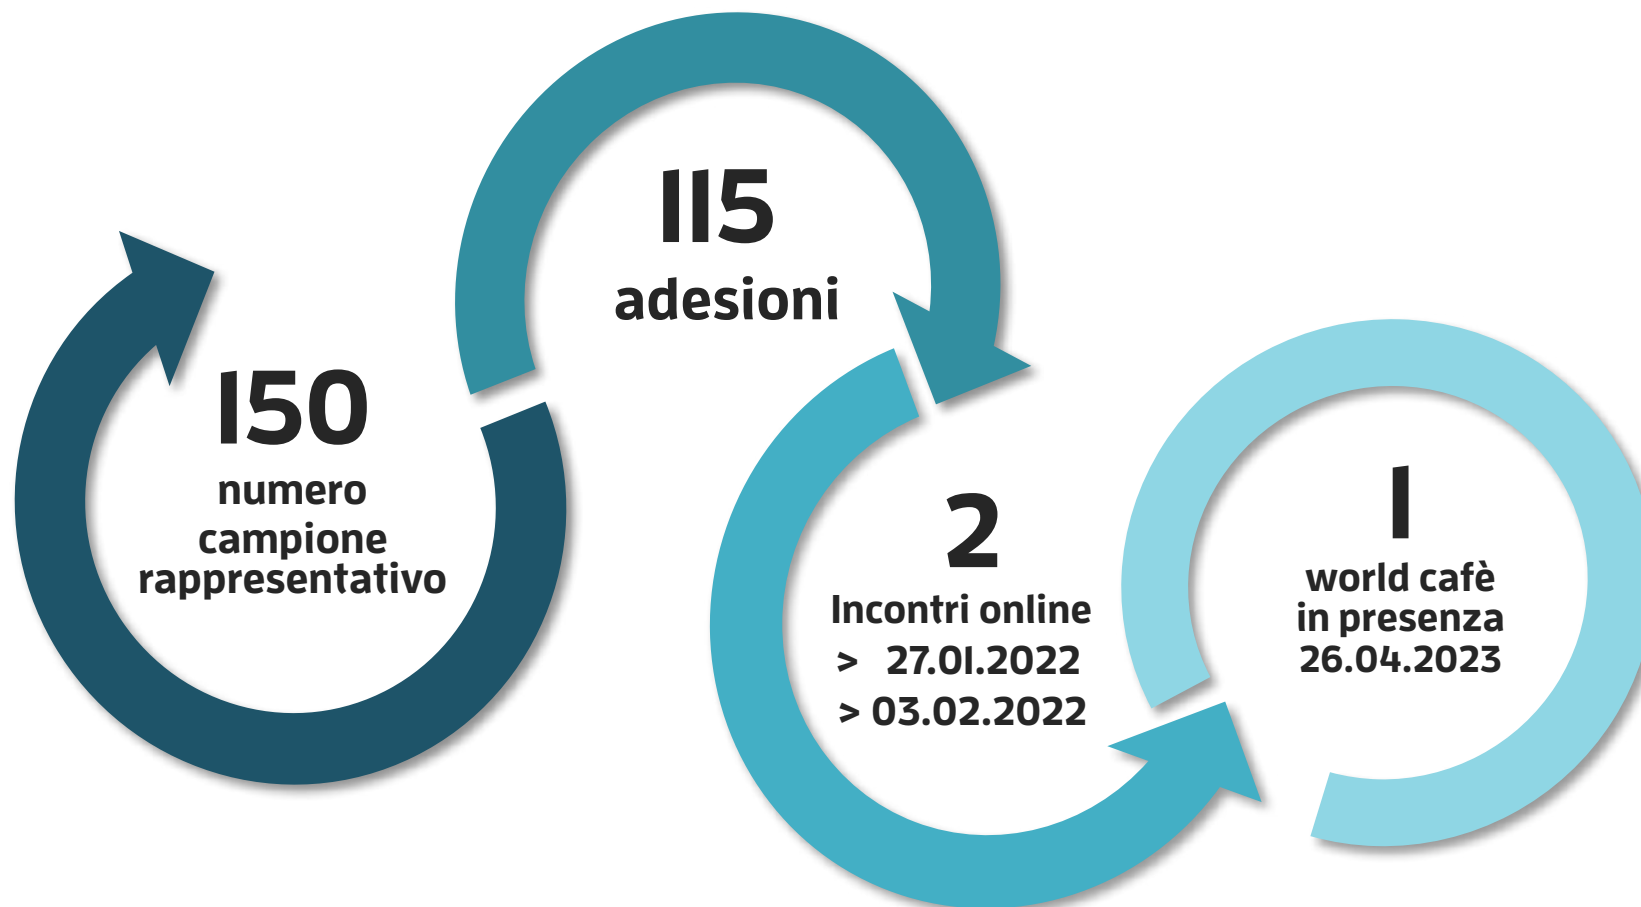 150
numero
campione
rappresentativo
115
adesioni
2
Incontri online
> 27.01.2022
> 03.02.2022
1
world cafè
in presenza
26.04.2023